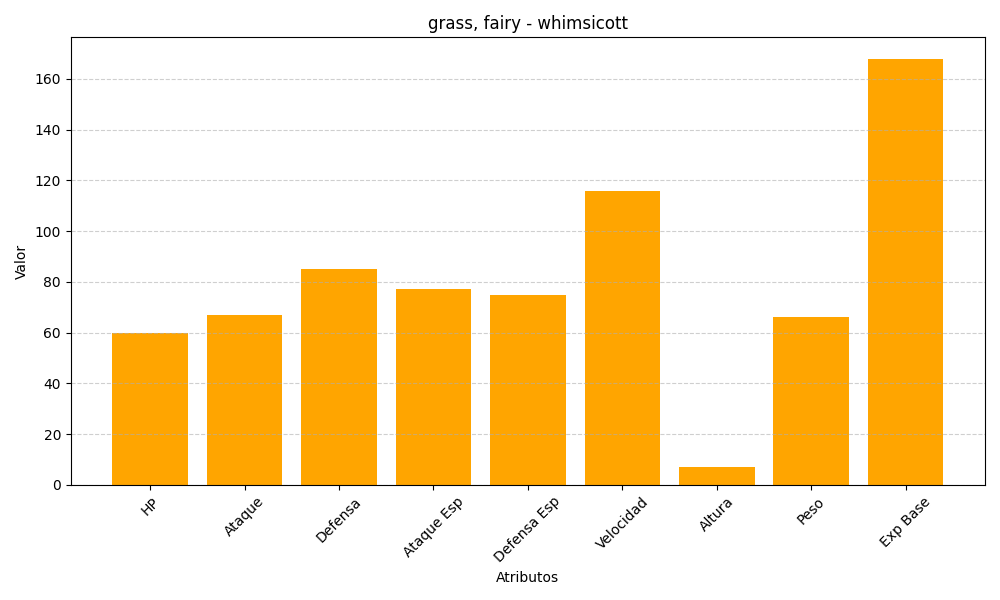 grass, fairy - whimsicott
160
140
120
100
80
60
40
20
0
Valor
HP
Ataque
Defensa
Ataque Esp
Defensa Esp
Velocidad
Altura
Peso
Exp Base
Atributos